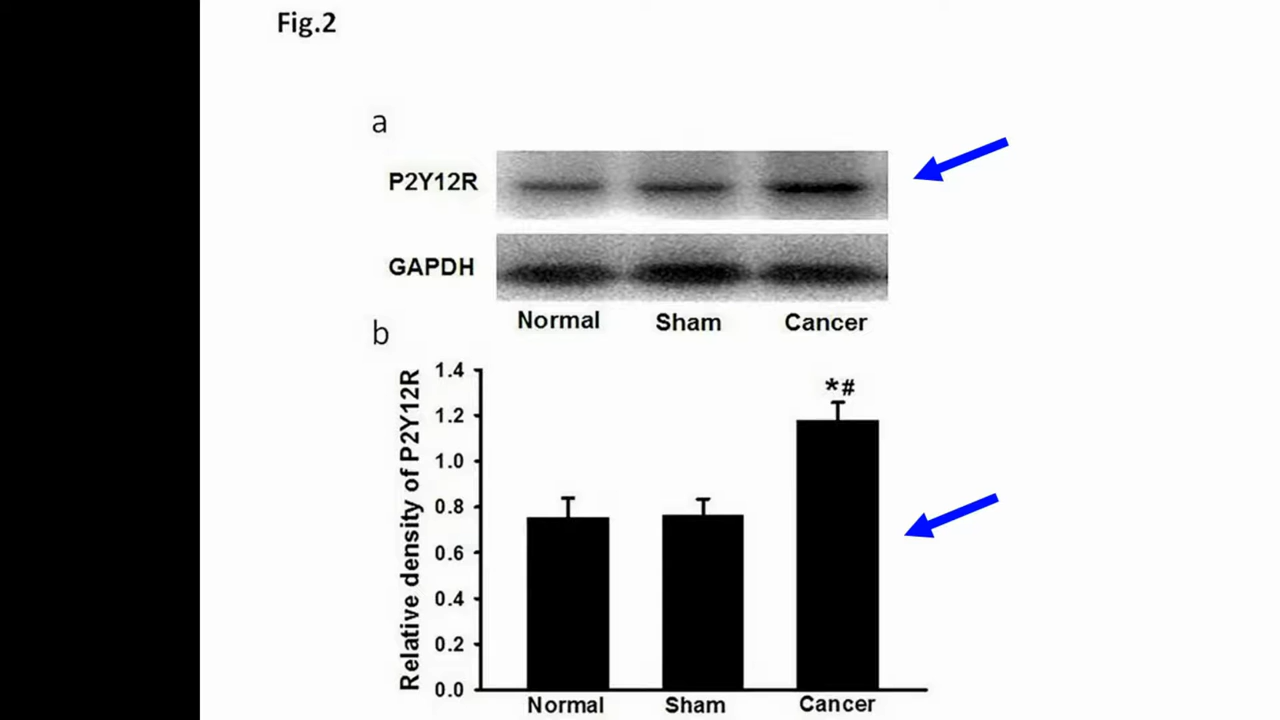 Fig.2
a
P2Y12R
GAPDH
Normal Sham Cancer
b
Relative density of P2Y12R
1.4
1.2
1.0
0.8
0.6
0.4
0.2
0.0
*#
Normal Sham Cancer